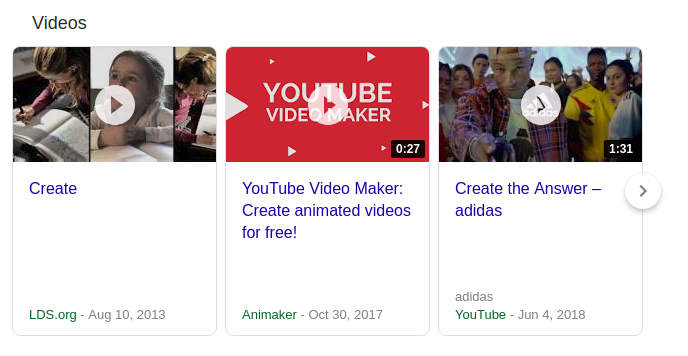 Videos
YOUTUBE
VIDEO MAKER
adidas
0:27
1:31
Create
YouTube Video Maker:
Create animated videos
for free!
Create the Answer –
adidas
LDS.org - Aug 10, 2013
Animaker - Oct 30, 2017
adidas
YouTube - Jun 4, 2018